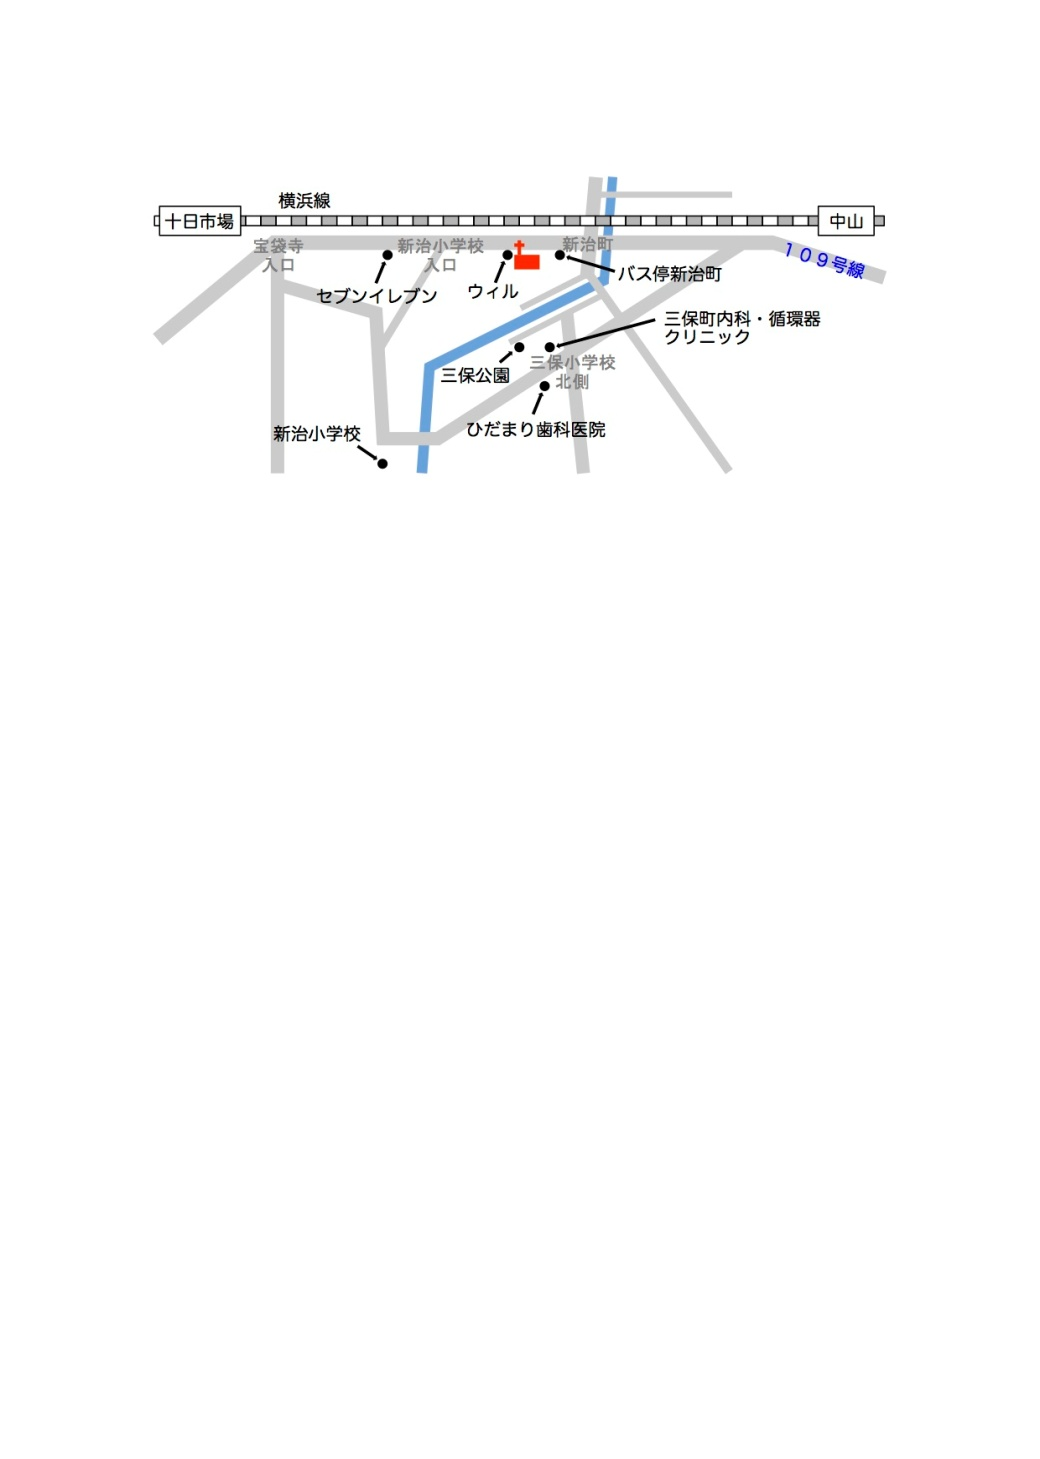 横浜線
十日市場
中山
宝袋寺
入口
新治小学校
入口
新治町
109号線
セブンイレブン
ウィル
バス停新治町
三保町内科・循環器
クリニック
三保公園
三保小学校
北側
ひだまり歯科医院
新治小学校